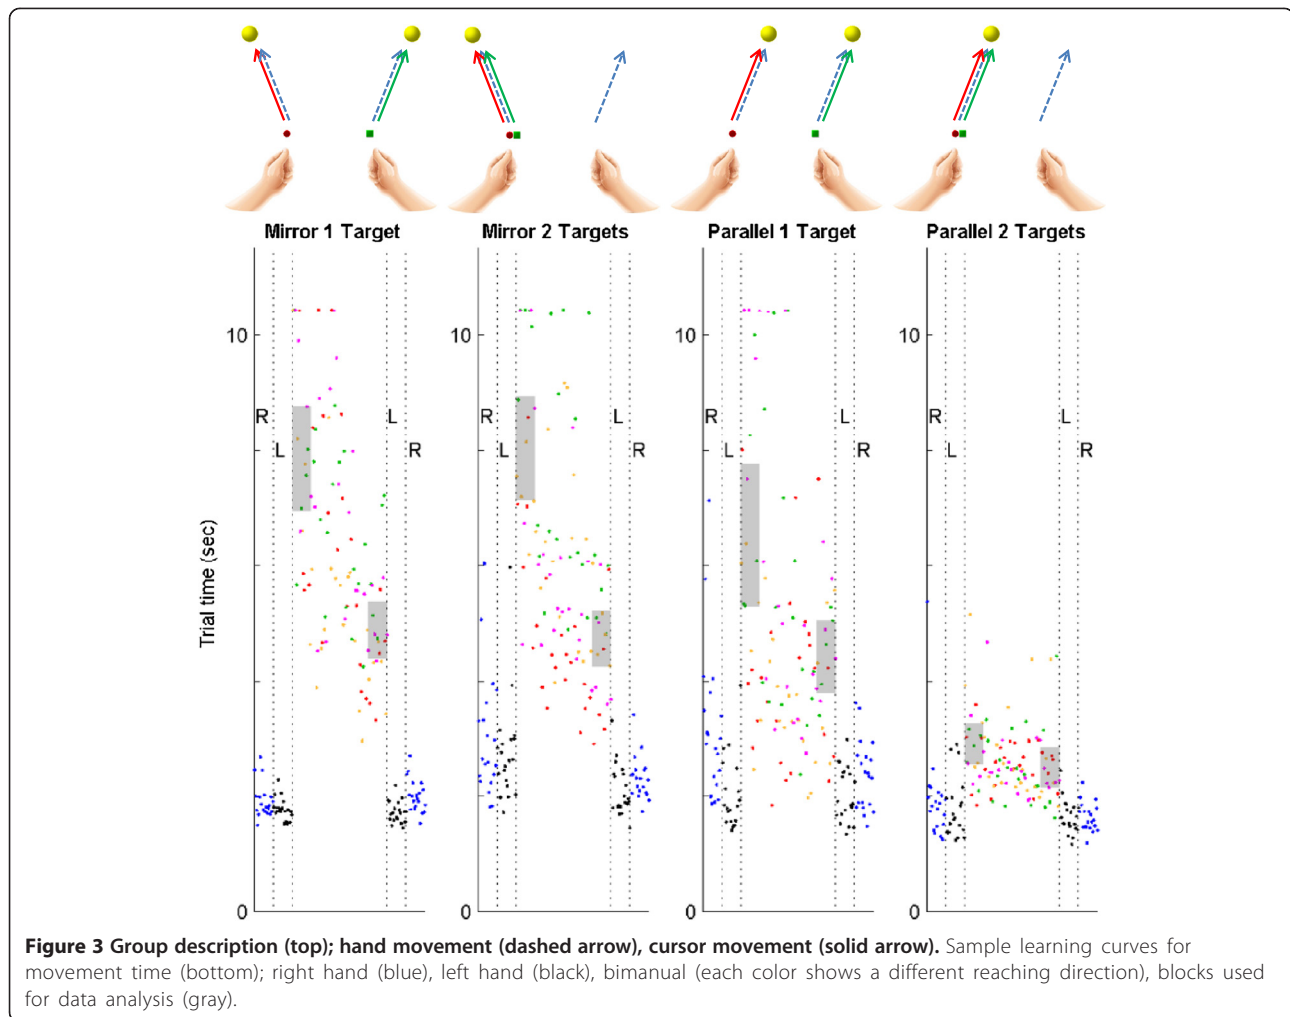 Mirror 1 Target Mirror 2 Targets Parallel 1 Target Parallel 2 Targets
10 10 10 10
R L R L R L R L
L R L R L R L R
Trial time (sec)
0 0 0 0
Figure 3 Group description (top); hand movement (dashed arrow), cursor movement (solid arrow). Sample learning curves for
movement time (bottom); right hand (blue), left hand (black), bimanual (each color shows a different reaching direction), blocks used
for data analysis (gray).